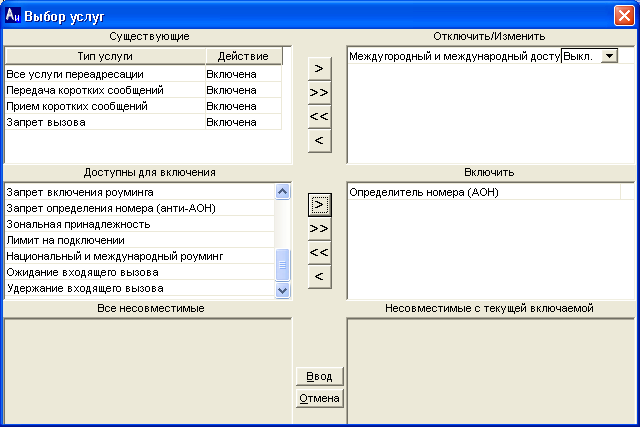 Аи Выбор услуг
Существующие
Отключить/Изменить
Тип услуги Действие
Все услуги переадресации Включена
Передача коротких сообщений Включена
Прием коротких сообщений Включена
Запрет вызова Включена
>
>>
<<
<
Междугородный и международный досту Выкл.
Доступны для включения
Включить
Запрет включения роуминга
Запрет определения номера (анти-АОН)
Зональная принадлежность
Лимит на подключении
Национальный и международный роуминг
Ожидание входящего вызова
Удержание входящего вызова
>
>>
<<
<
Определитель номера (АОН)
Все несовместимые
Несовместимые с текущей включаемой
Ввод
Отмена